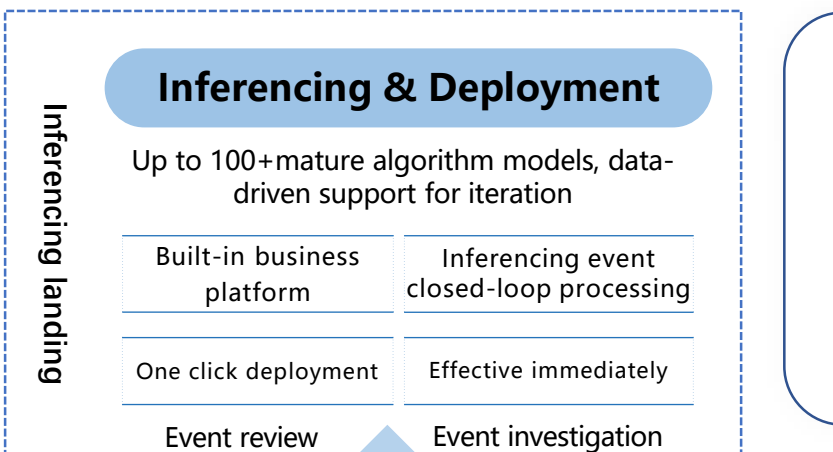 Inferencing & Deployment
Inferencing landing
Up to 100+mature algorithm models, data-
driven support for iteration
Built-in business
platform
Inferencing event
closed-loop processing
One click deployment
Effective immediately
Event review
Event investigation